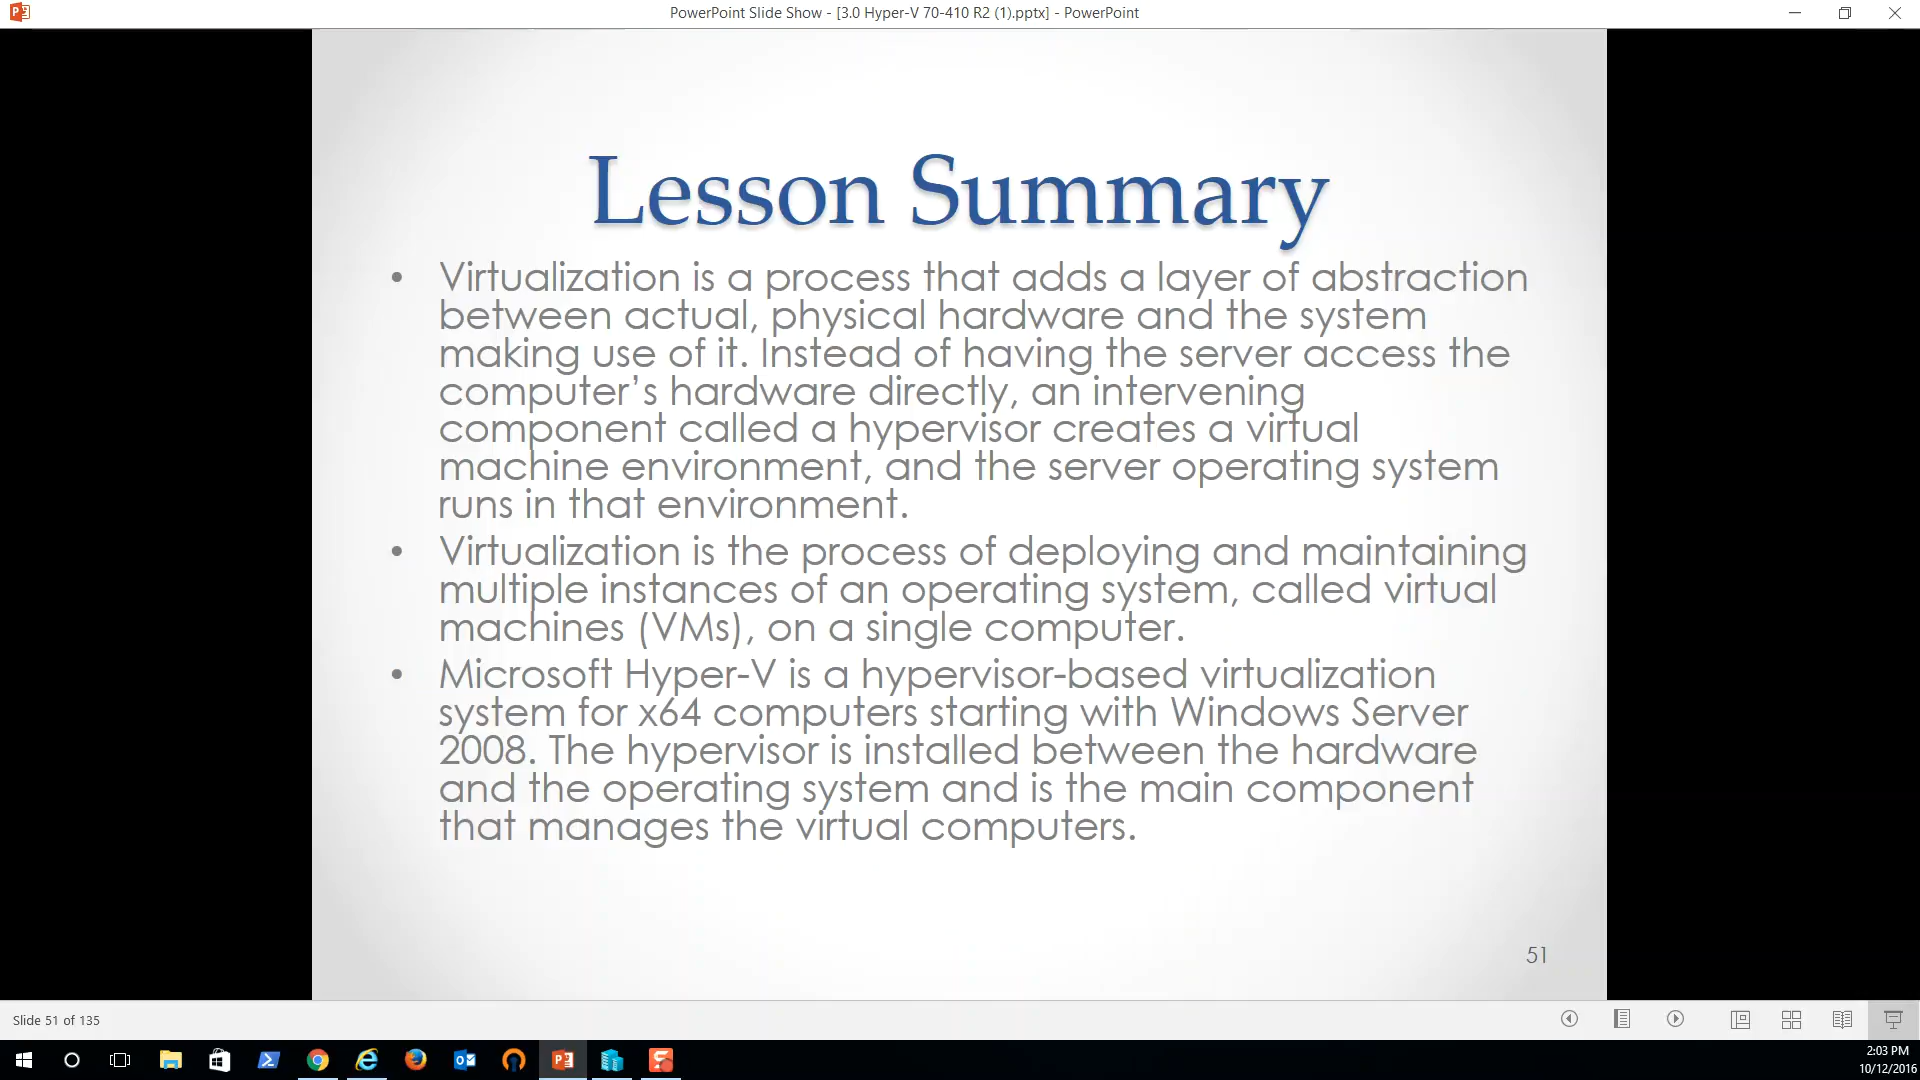 PowerPoint Slide Show - [3.0 Hyper-V 70-410 R2 (1).pptx] - PowerPoint
Lesson Summary
• Virtualization is a process that adds a layer of abstraction
between actual, physical hardware and the system
making use of it. Instead of having the server access the
computer’s hardware directly, an intervening
component called a hypervisor creates a virtual
machine environment, and the server operating system
runs in that environment.
• Virtualization is the process of deploying and maintaining
multiple instances of an operating system, called virtual
machines (VMs), on a single computer.
• Microsoft Hyper-V is a hypervisor-based virtualization
system for x64 computers starting with Windows Server
2008. The hypervisor is installed between the hardware
and the operating system and is the main component
that manages the virtual computers.
51
Slide 51 of 135
2:03 PM
10/12/2016